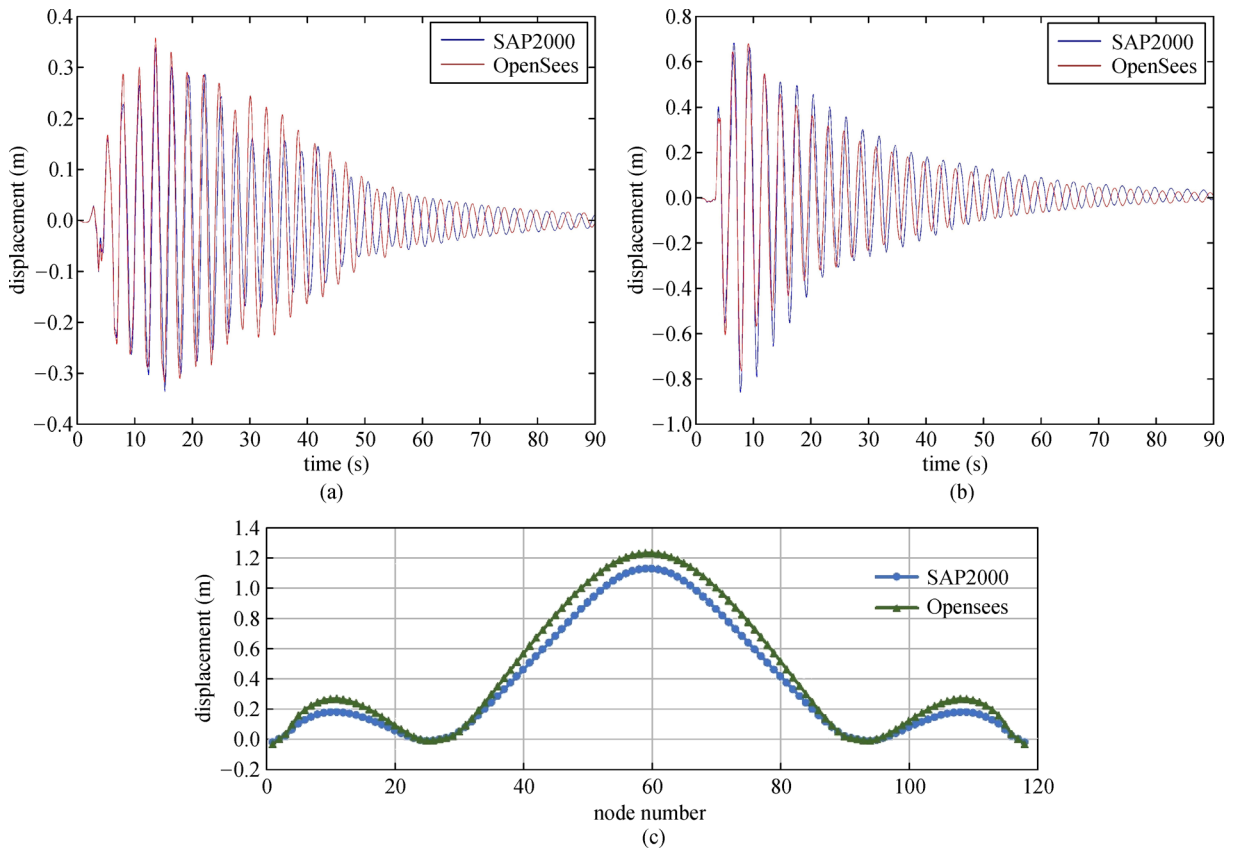 0.4
0.3
0.2
0.1
0.0
−0.1
−0.2
−0.3
−0.4
displacement (m)
SAP2000
OpenSees
0 10 20 30 40 50 60 70 80 90
time (s)
(a)
0.8
0.6
0.4
0.2
0.0
−0.2
−0.4
−0.6
−0.8
−1.0
displacement (m)
SAP2000
OpenSees
0 10 20 30 40 50 60 70 80 90
time (s)
(b)
1.4
1.2
1.0
0.8
0.6
0.4
0.2
0.0
−0.2
displacement (m)
SAP2000
Opensees
0 20 40 60 80 100 120
node number
(c)